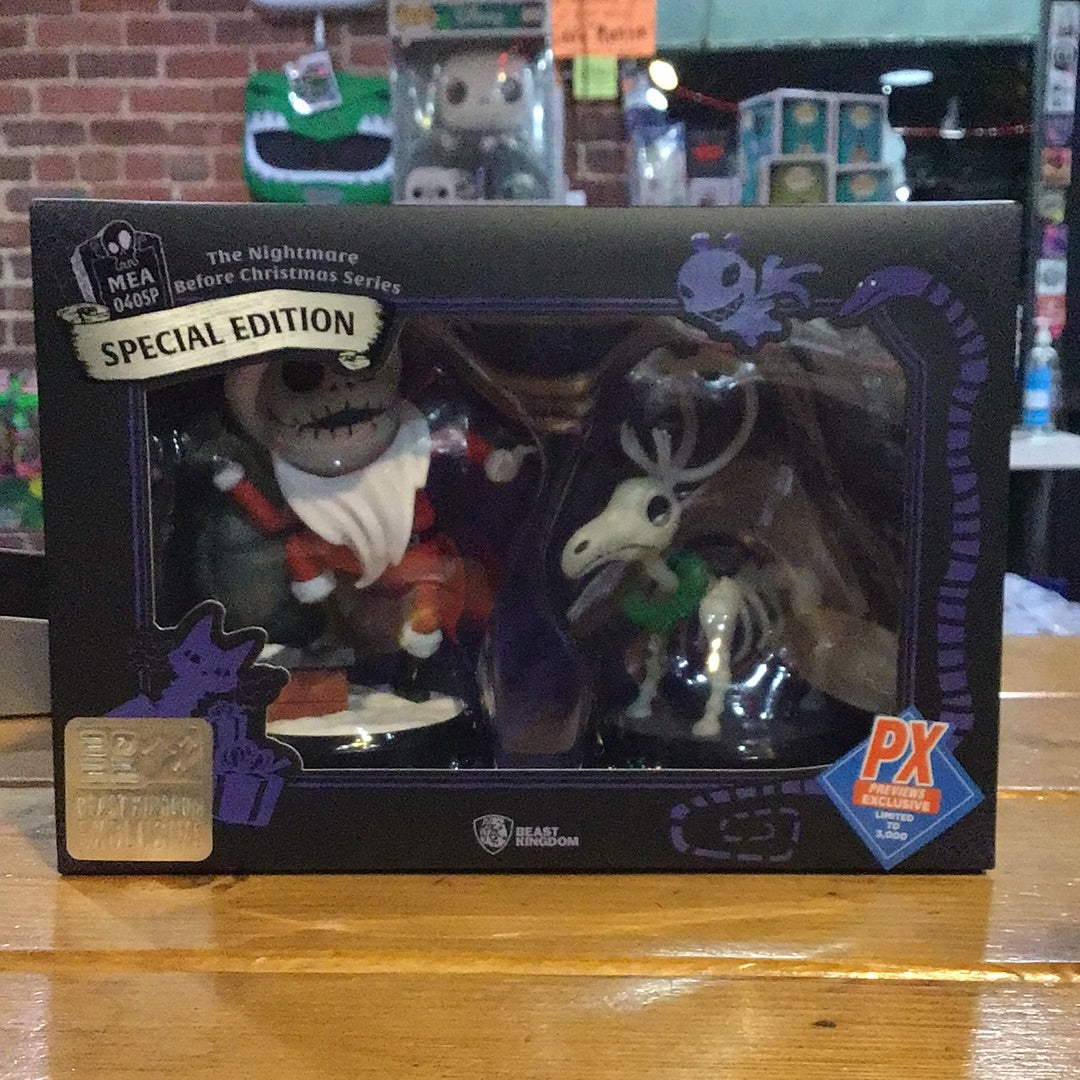 The Nightmare
Before Christmas Series
MEA
040SP
SPECIAL EDITION
PX
PREVIEWS
EXCLUSIVE
LIMITED
TO
3,000
BEAST
KINGDOM